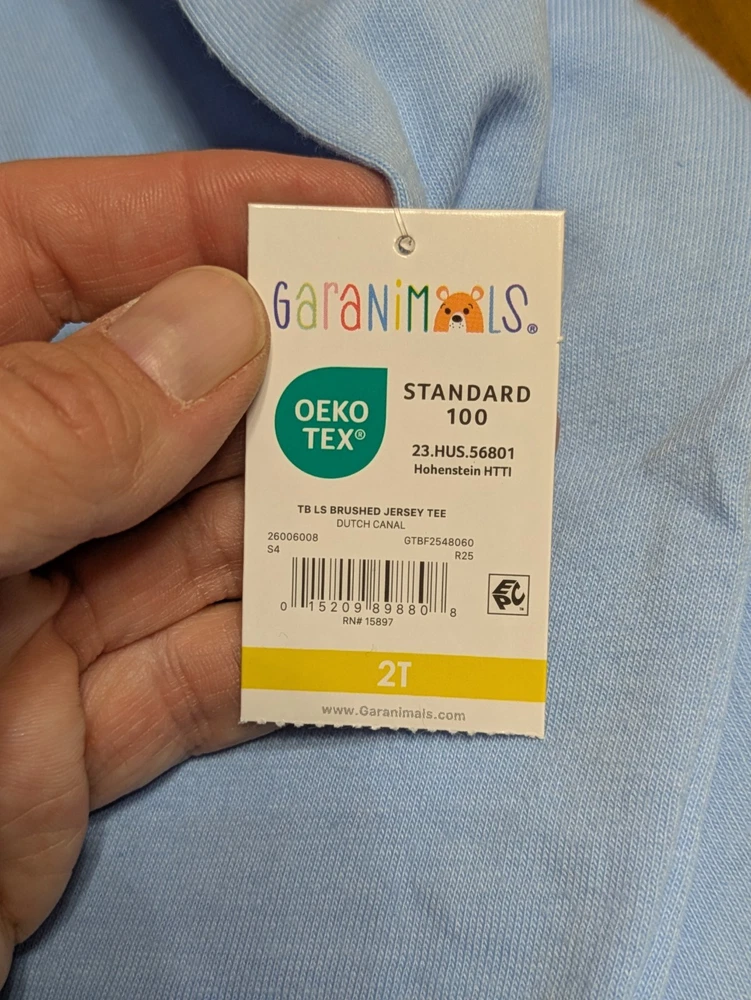 GaRaNiMALS®
OEKO
TEX®
STANDARD
100
23.HUS.56801
Hohenstein HTTI
TB LS BRUSHED JERSEY TEE
DUTCH CANAL
26006008 GTBF2548060
S4 R25
0 15209 89880 8
EPC™
RN# 15897
2T
www.Garanimals.com